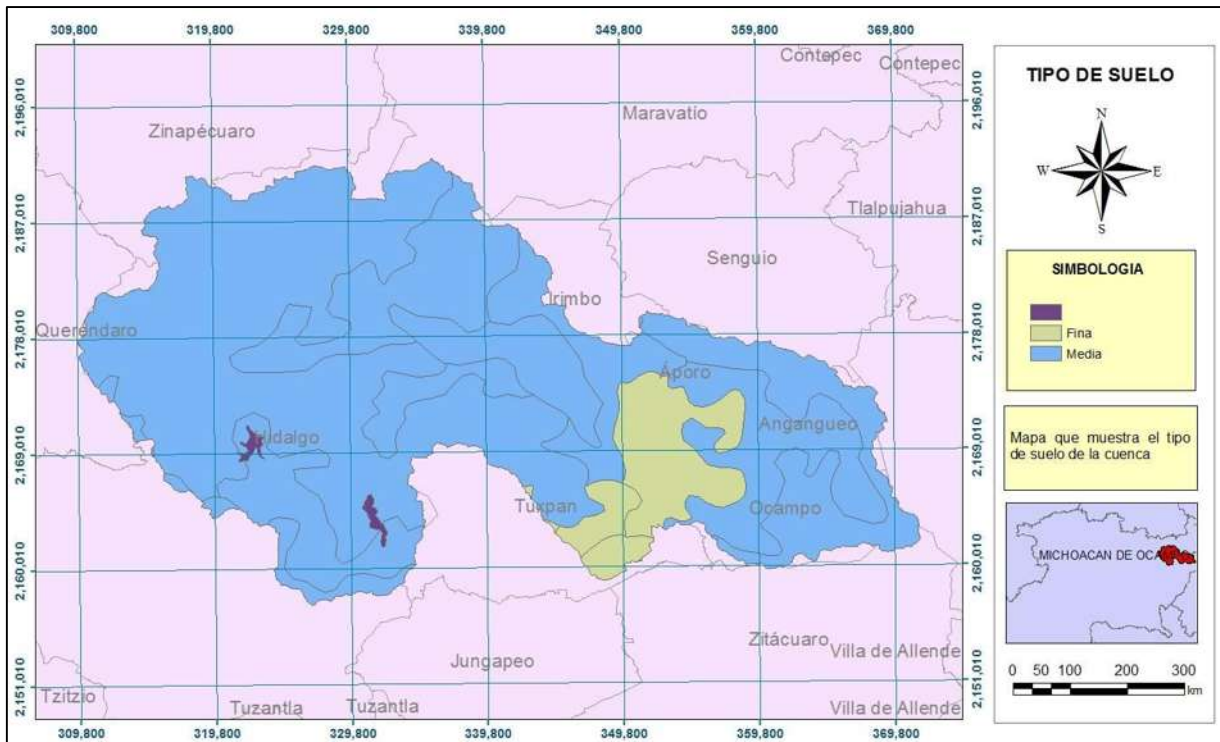 309,800 319,800 329,800 339,800 349,800 359,800 369,800
2,196,010
2,187,010
2,178,010
2,169,010
2,160,010
2,151,010
Contepec
Contepec
Maravatío
Zinapécuaro
Tlalpujahua
Senguio
Irimbo
Queréndaro
Áporo
Angangueo
Hidalgo
Tuxpan
Ocampo
Zitácuaro
Villa de Allende
Jungapeo
Tzitzio
Tuzantla
Tuzantla
Villa de Allende
2,196,010
2,187,010
2,178,010
2,169,010
2,160,010
2,151,010
309,800 319,800 329,800 339,800 349,800 359,800 369,800
TIPO DE SUELO
N
W
E
S
SIMBOLOGIA
Fina
Media
Mapa que muestra el tipo
de suelo de la cuenca
MICHOACAN DE OCA
0 50 100 200 300
km